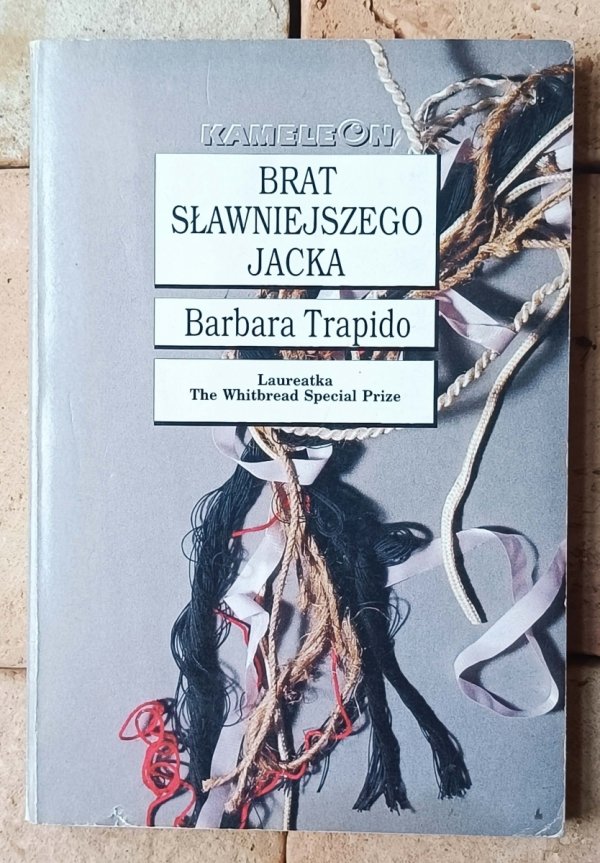 KAMELEON
BRAT
SŁAWNIEJSZEGO
JACKA
Barbara Trapido
Laureatka
The Whitbread Special Prize